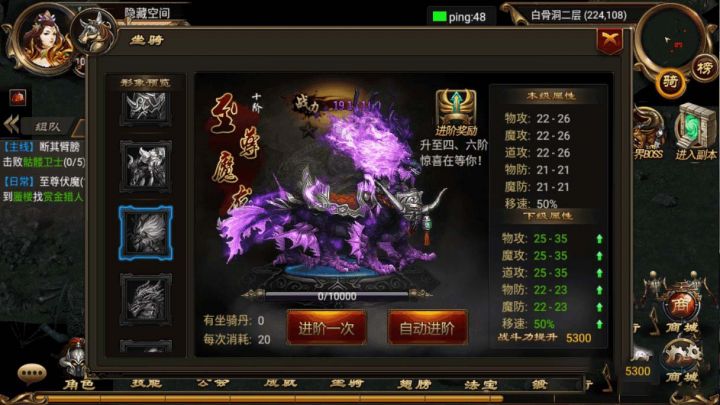 隐藏空间
ping:48
白骨洞二层 (224,108)
坐骑
骑
榜
形象预览
十阶
战力
至尊魔龙
进阶奖励
升至四、六阶
惊喜在等你！
本级属性
物攻: 22 - 26
魔攻: 22 - 26
道攻: 22 - 26
物防: 21 - 21
魔防: 21 - 21
移速: 50%
下级属性
物攻: 25 - 35
魔攻: 25 - 35
道攻: 25 - 35
物防: 22 - 23
魔防: 22 - 23
移速: 50%
战斗力提升 5300
组队
【主线】断其臂膀
击败骷髅卫士(0/5)
【日常】至尊伏魔(
到蜃楼找赏金猎人
界BOSS
进入副本
0/10000
有坐骑丹: 0
每次消耗: 20
进阶一次
自动进阶
商
商城
商城
5300
角色
技能
公会
成就
坐骑
翅膀
法宝
锻